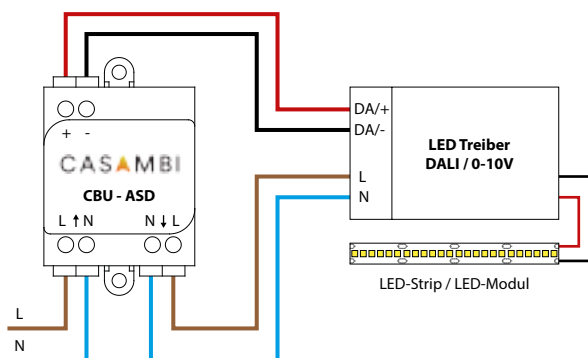 + -
CASAMBI
CBU - ASD
L ↑ N N ↓ L
L
N
DA/+
DA/-
L
N
LED Treiber
DALI / 0-10V
LED-Strip / LED-Modul